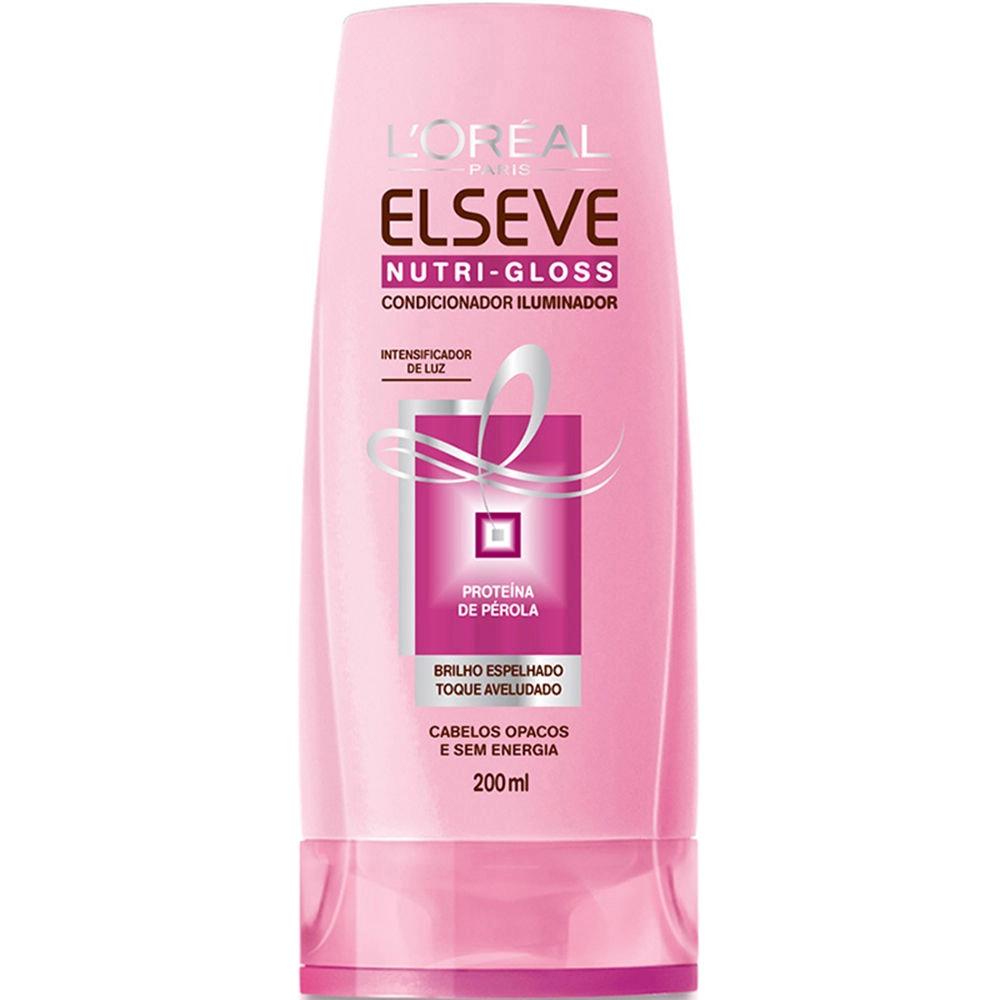 L'ORÉAL
PARIS
ELSEVE
NUTRI-GLOSS
CONDICIONADOR ILUMINADOR
INTENSIFICADOR
DE LUZ
PROTEÍNA
DE PÉROLA
BRILHO ESPELHADO
TOQUE AVELUDADO
CABELOS OPACOS
E SEM ENERGIA
200ml